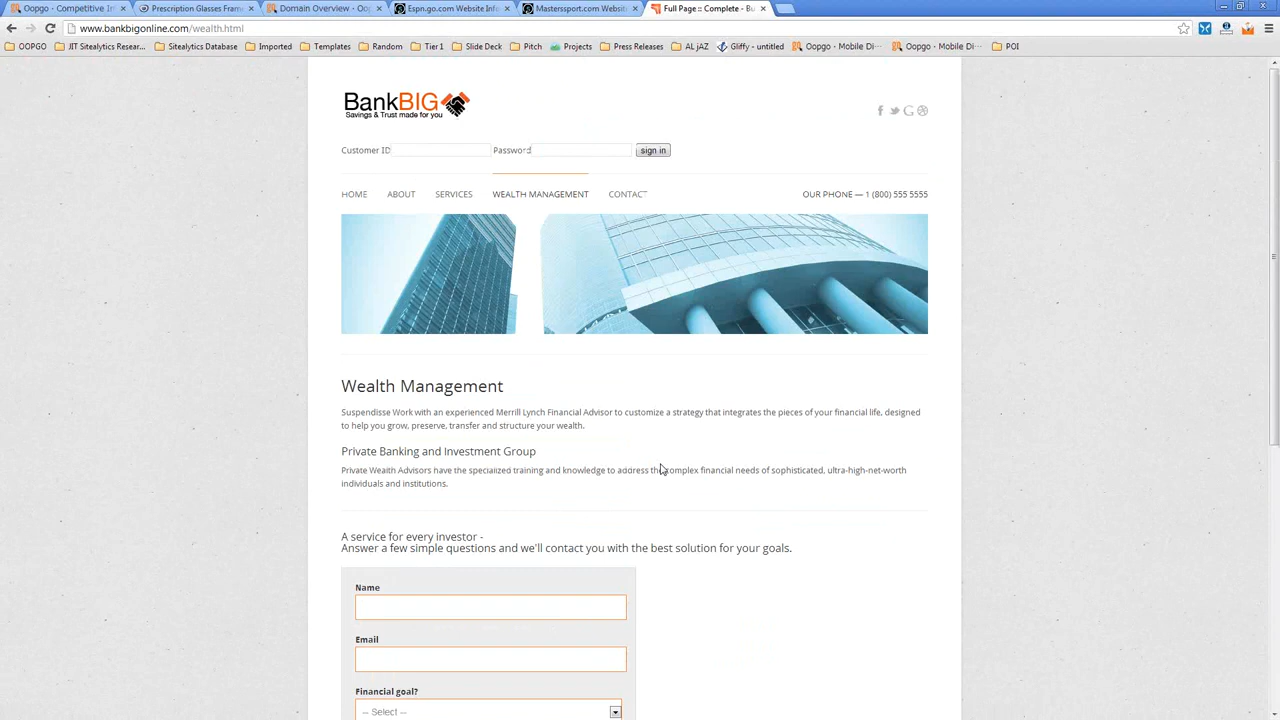 Oopgo - Competitive In
Prescription Glasses Fram
Domain Overview - Oop
Espn.go.com Website Info
Masterssport.com Website
Full Page :: Complete - Bu
www.bankbigonline.com/wealth.html
OOPGO
JIT Sitealytics Resear...
Sitealytics Database
Imported
Templates
Random
Tier 1
Slide Deck
Pitch
Projects
Press Releases
AL jAZ
Gliffy - untitled
Oopgo - Mobile Di...
Oopgo - Mobile Di...
POI
BankBIG
Savings & Trust made for you
Customer ID
Password
sign in
HOME
ABOUT
SERVICES
WEALTH MANAGEMENT
CONTACT
OUR PHONE — 1 (800) 555 5555
Wealth Management
Suspendisse Work with an experienced Merrill Lynch Financial Advisor to customize a strategy that integrates the pieces of your financial life, designed
to help you grow, preserve, transfer and structure your wealth.
Private Banking and Investment Group
Private Wealth Advisors have the specialized training and knowledge to address the complex financial needs of sophisticated, ultra-high-net-worth
individuals and institutions.
A service for every investor -
Answer a few simple questions and we'll contact you with the best solution for your goals.
Name
Email
Financial goal?
-- Select --